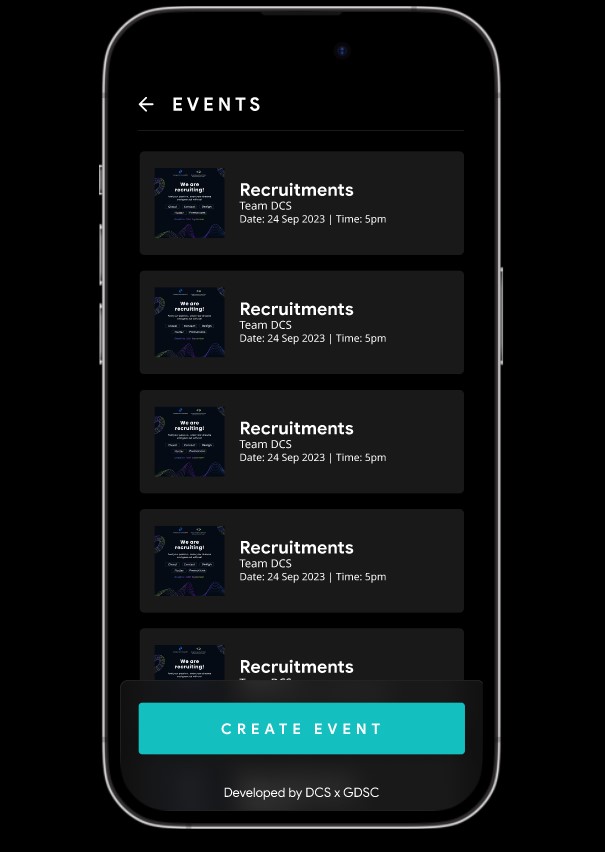 EVENTS
We are
recruiting!
Recruitments
Team DCS
Date: 24 Sep 2023 | Time: 5pm
We are
recruiting!
Recruitments
Team DCS
Date: 24 Sep 2023 | Time: 5pm
We are
recruiting!
Recruitments
Team DCS
Date: 24 Sep 2023 | Time: 5pm
We are
recruiting!
Recruitments
Team DCS
Date: 24 Sep 2023 | Time: 5pm
We are
recruiting!
Recruitments
CREATE EVENT
Developed by DCS x GDSC